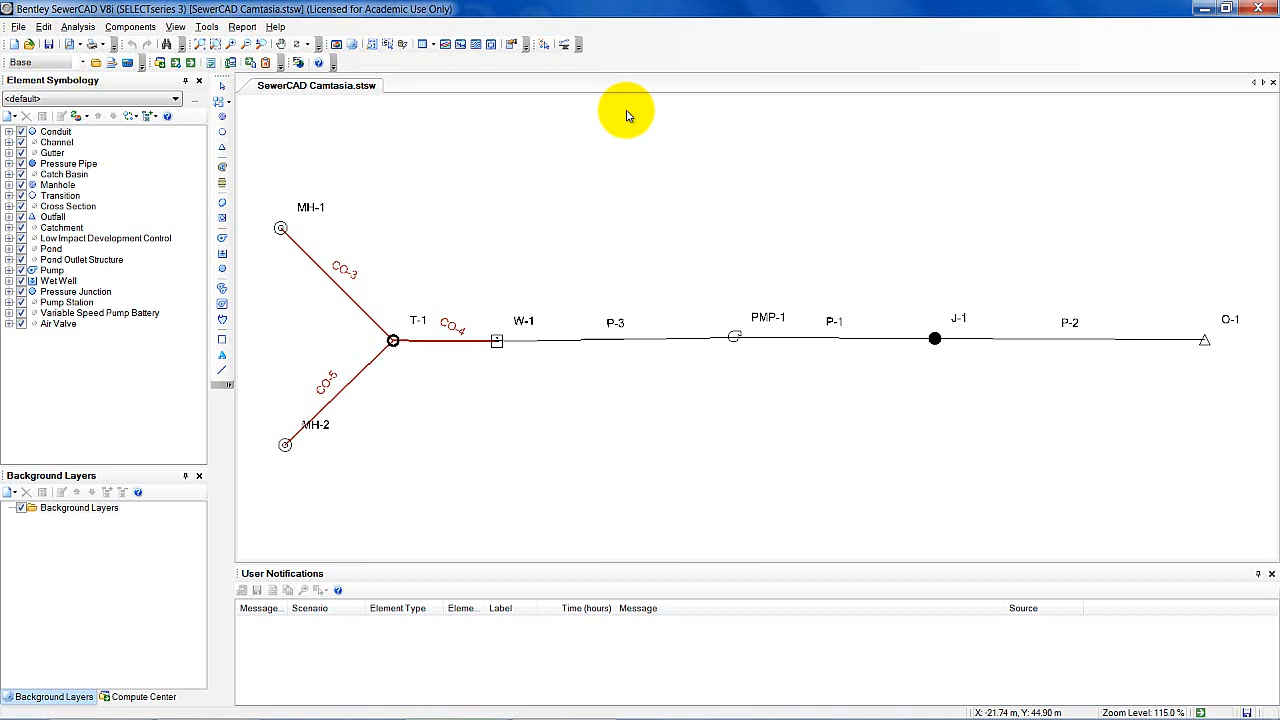 Bentley SewerCAD V8i (SELECTseries 3) [SewerCAD Camtasia.stsw] (Licensed for Academic Use Only)
File Edit Analysis Components View Tools Report Help
Base
Element Symbology
<default>
Conduit
Channel
Gutter
Pressure Pipe
Catch Basin
Manhole
Transition
Cross Section
Outfall
Catchment
Low Impact Development Control
Pond
Pond Outlet Structure
Pump
Wet Well
Pressure Junction
Pump Station
Variable Speed Pump Battery
Air Valve
Background Layers
Background Layers
Background Layers Compute Center
SewerCAD Camtasia.stsw
MH-1
CO-3
T-1 CO-4 W-1 P-3 PMP-1 P-1 J-1 P-2 O-1
CO-5
MH-2
User Notifications
Message... Scenario Element Type Eleme... Label Time (hours) Message Source
X: -21.74 m, Y: 44.90 m Zoom Level: 115.0 %